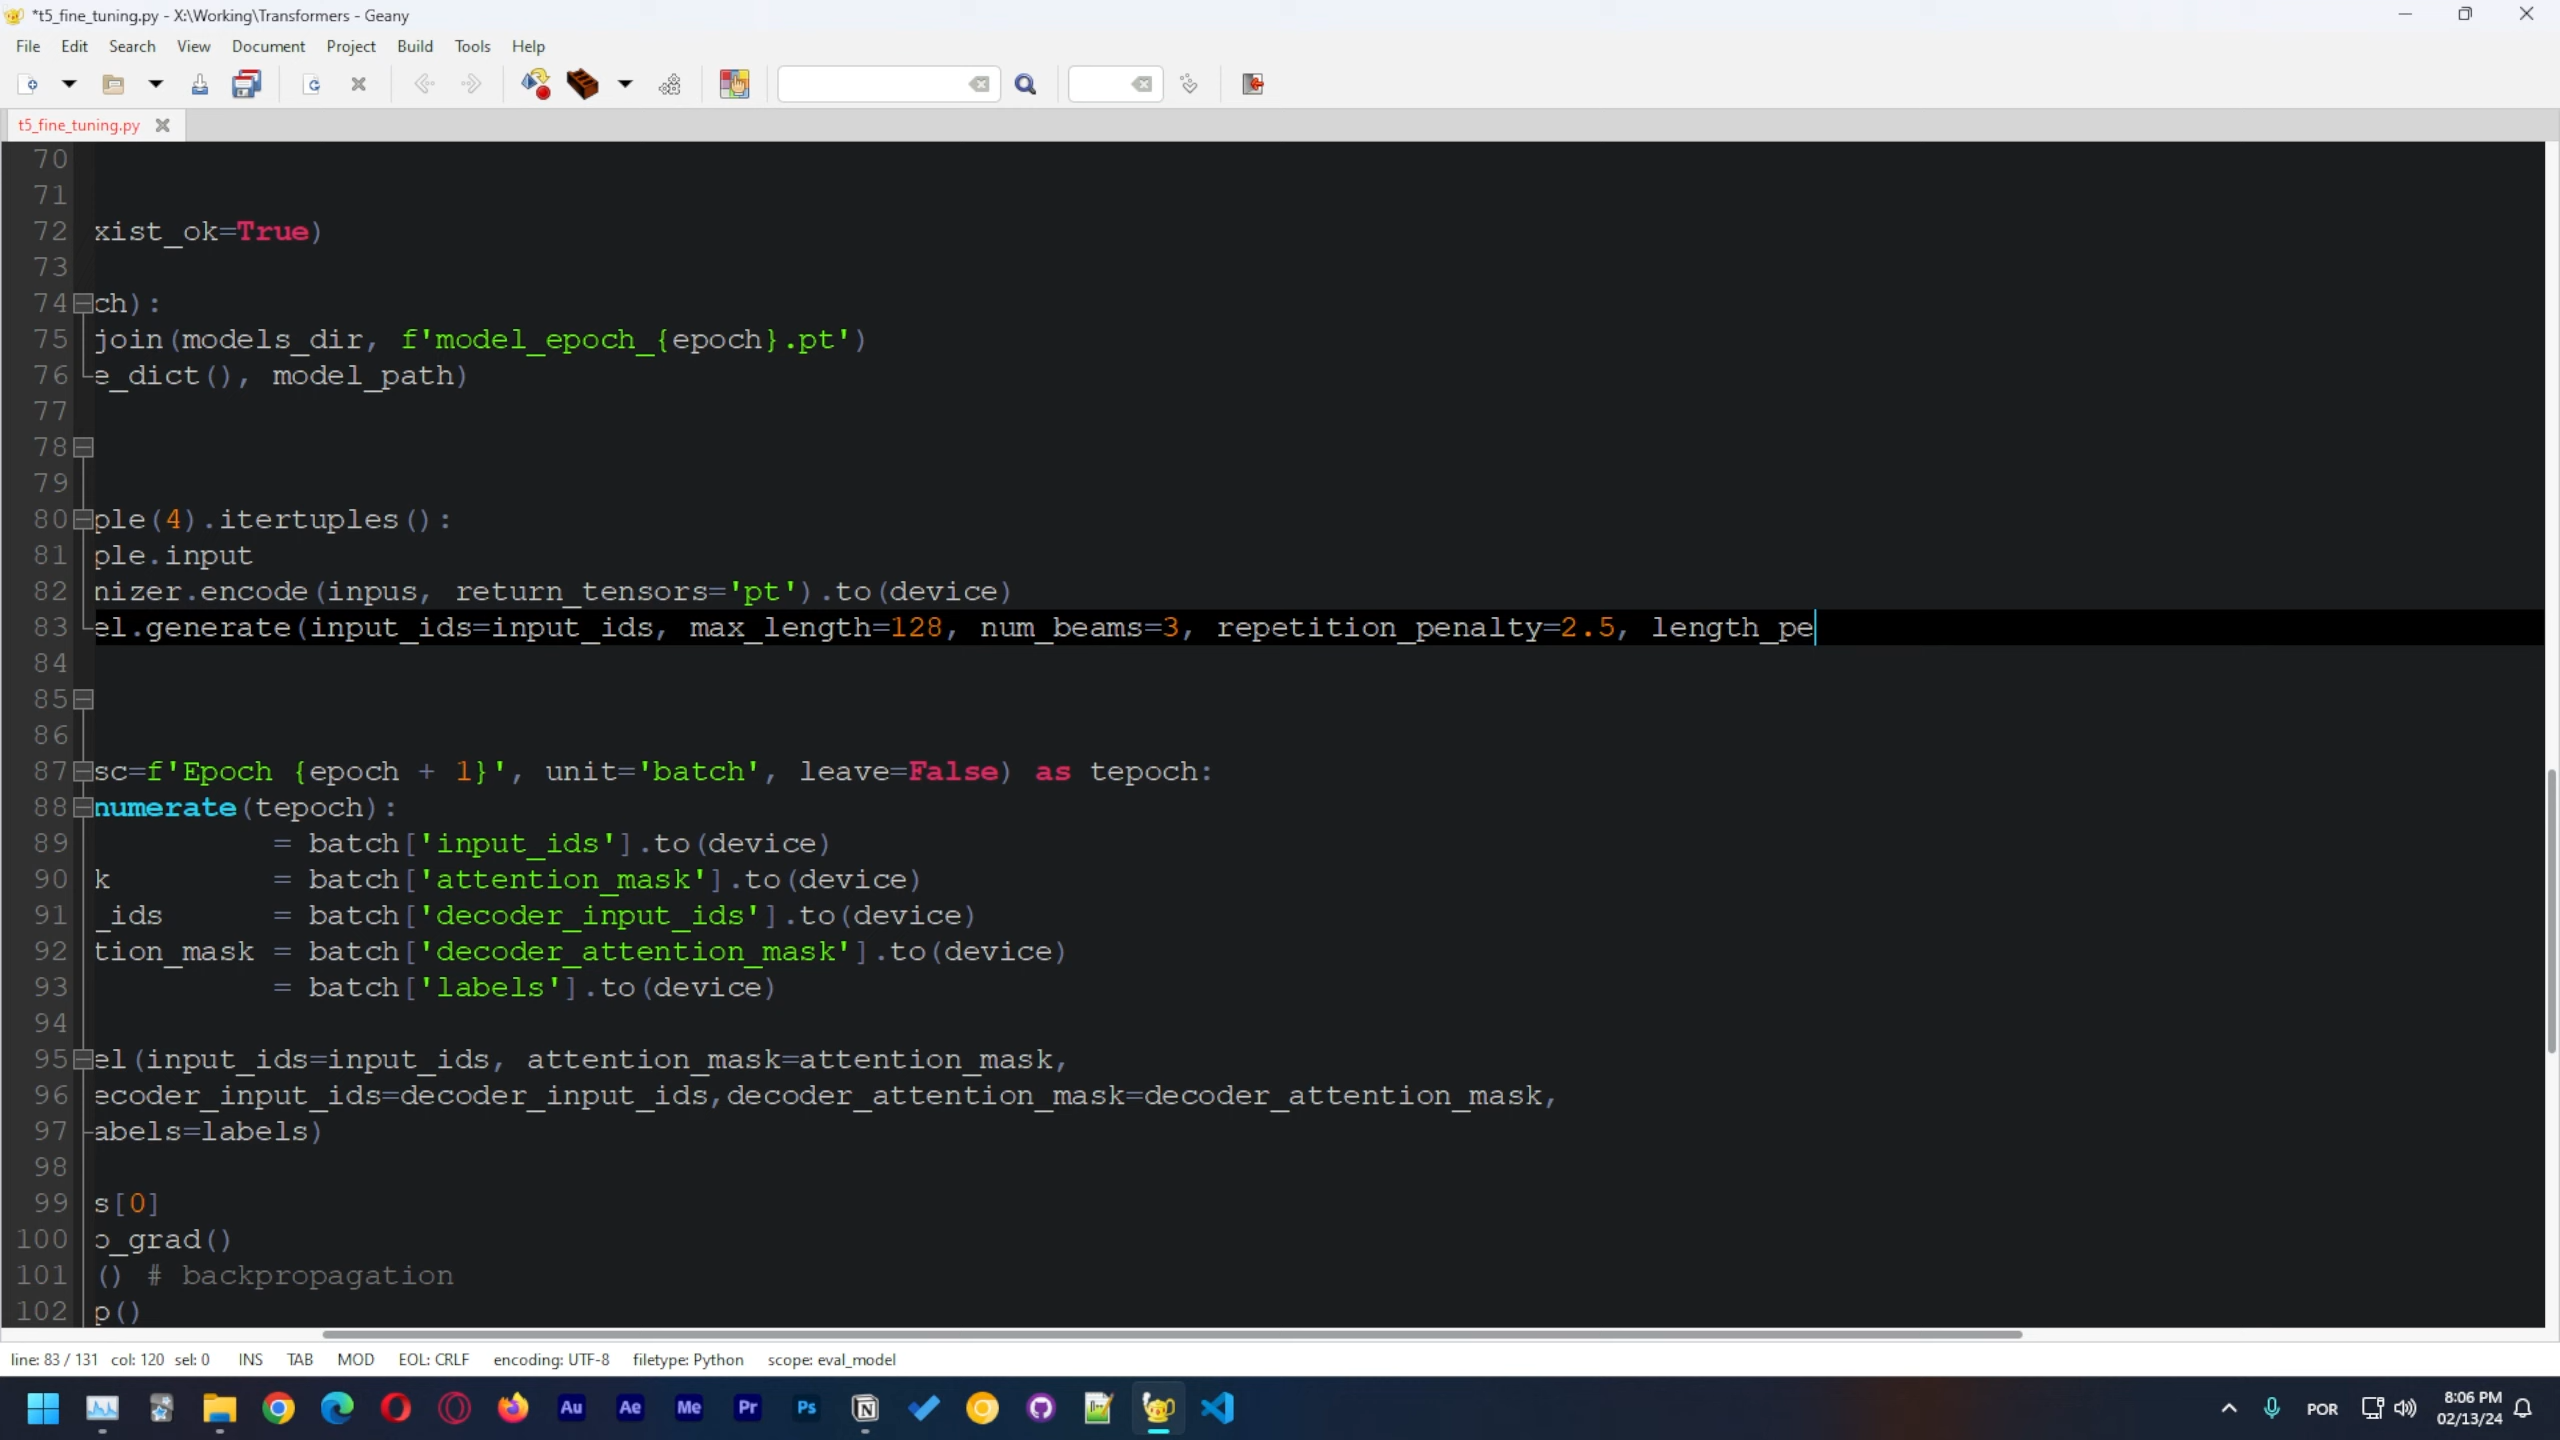 *t5_fine_tuning.py - X:\Working\Transformers - Geany
File Edit Search View Document Project Build Tools Help
t5_fine_tuning.py
70
71
72 xist_ok=True)
73
74 ch):
75 join(models_dir, f'model_epoch_{epoch}.pt')
76 e_dict(), model_path)
77
78
79
80 ple(4).itertuples():
81 ple.input
82 nizer.encode(inpus, return_tensors='pt').to(device)
83 el.generate(input_ids=input_ids, max_length=128, num_beams=3, repetition_penalty=2.5, length_pe
84
85
86
87 sc=f'Epoch {epoch + 1}', unit='batch', leave=False) as tepoch:
88 numerate(tepoch):
89 = batch['input_ids'].to(device)
90 k = batch['attention_mask'].to(device)
91 _ids = batch['decoder_input_ids'].to(device)
92 tion_mask = batch['decoder_attention_mask'].to(device)
93 = batch['labels'].to(device)
94
95 el(input_ids=input_ids, attention_mask=attention_mask,
96 ecoder_input_ids=decoder_input_ids,decoder_attention_mask=decoder_attention_mask,
97 abels=labels)
98
99 s[0]
100 o_grad()
101 () # backpropagation
102 p()
line: 83 / 131 col: 120 sel: 0 INS TAB MOD EOL: CRLF encoding: UTF-8 filetype: Python scope: eval_model
Au Ae Me Pr Ps N POR 8:06 PM
02/13/24